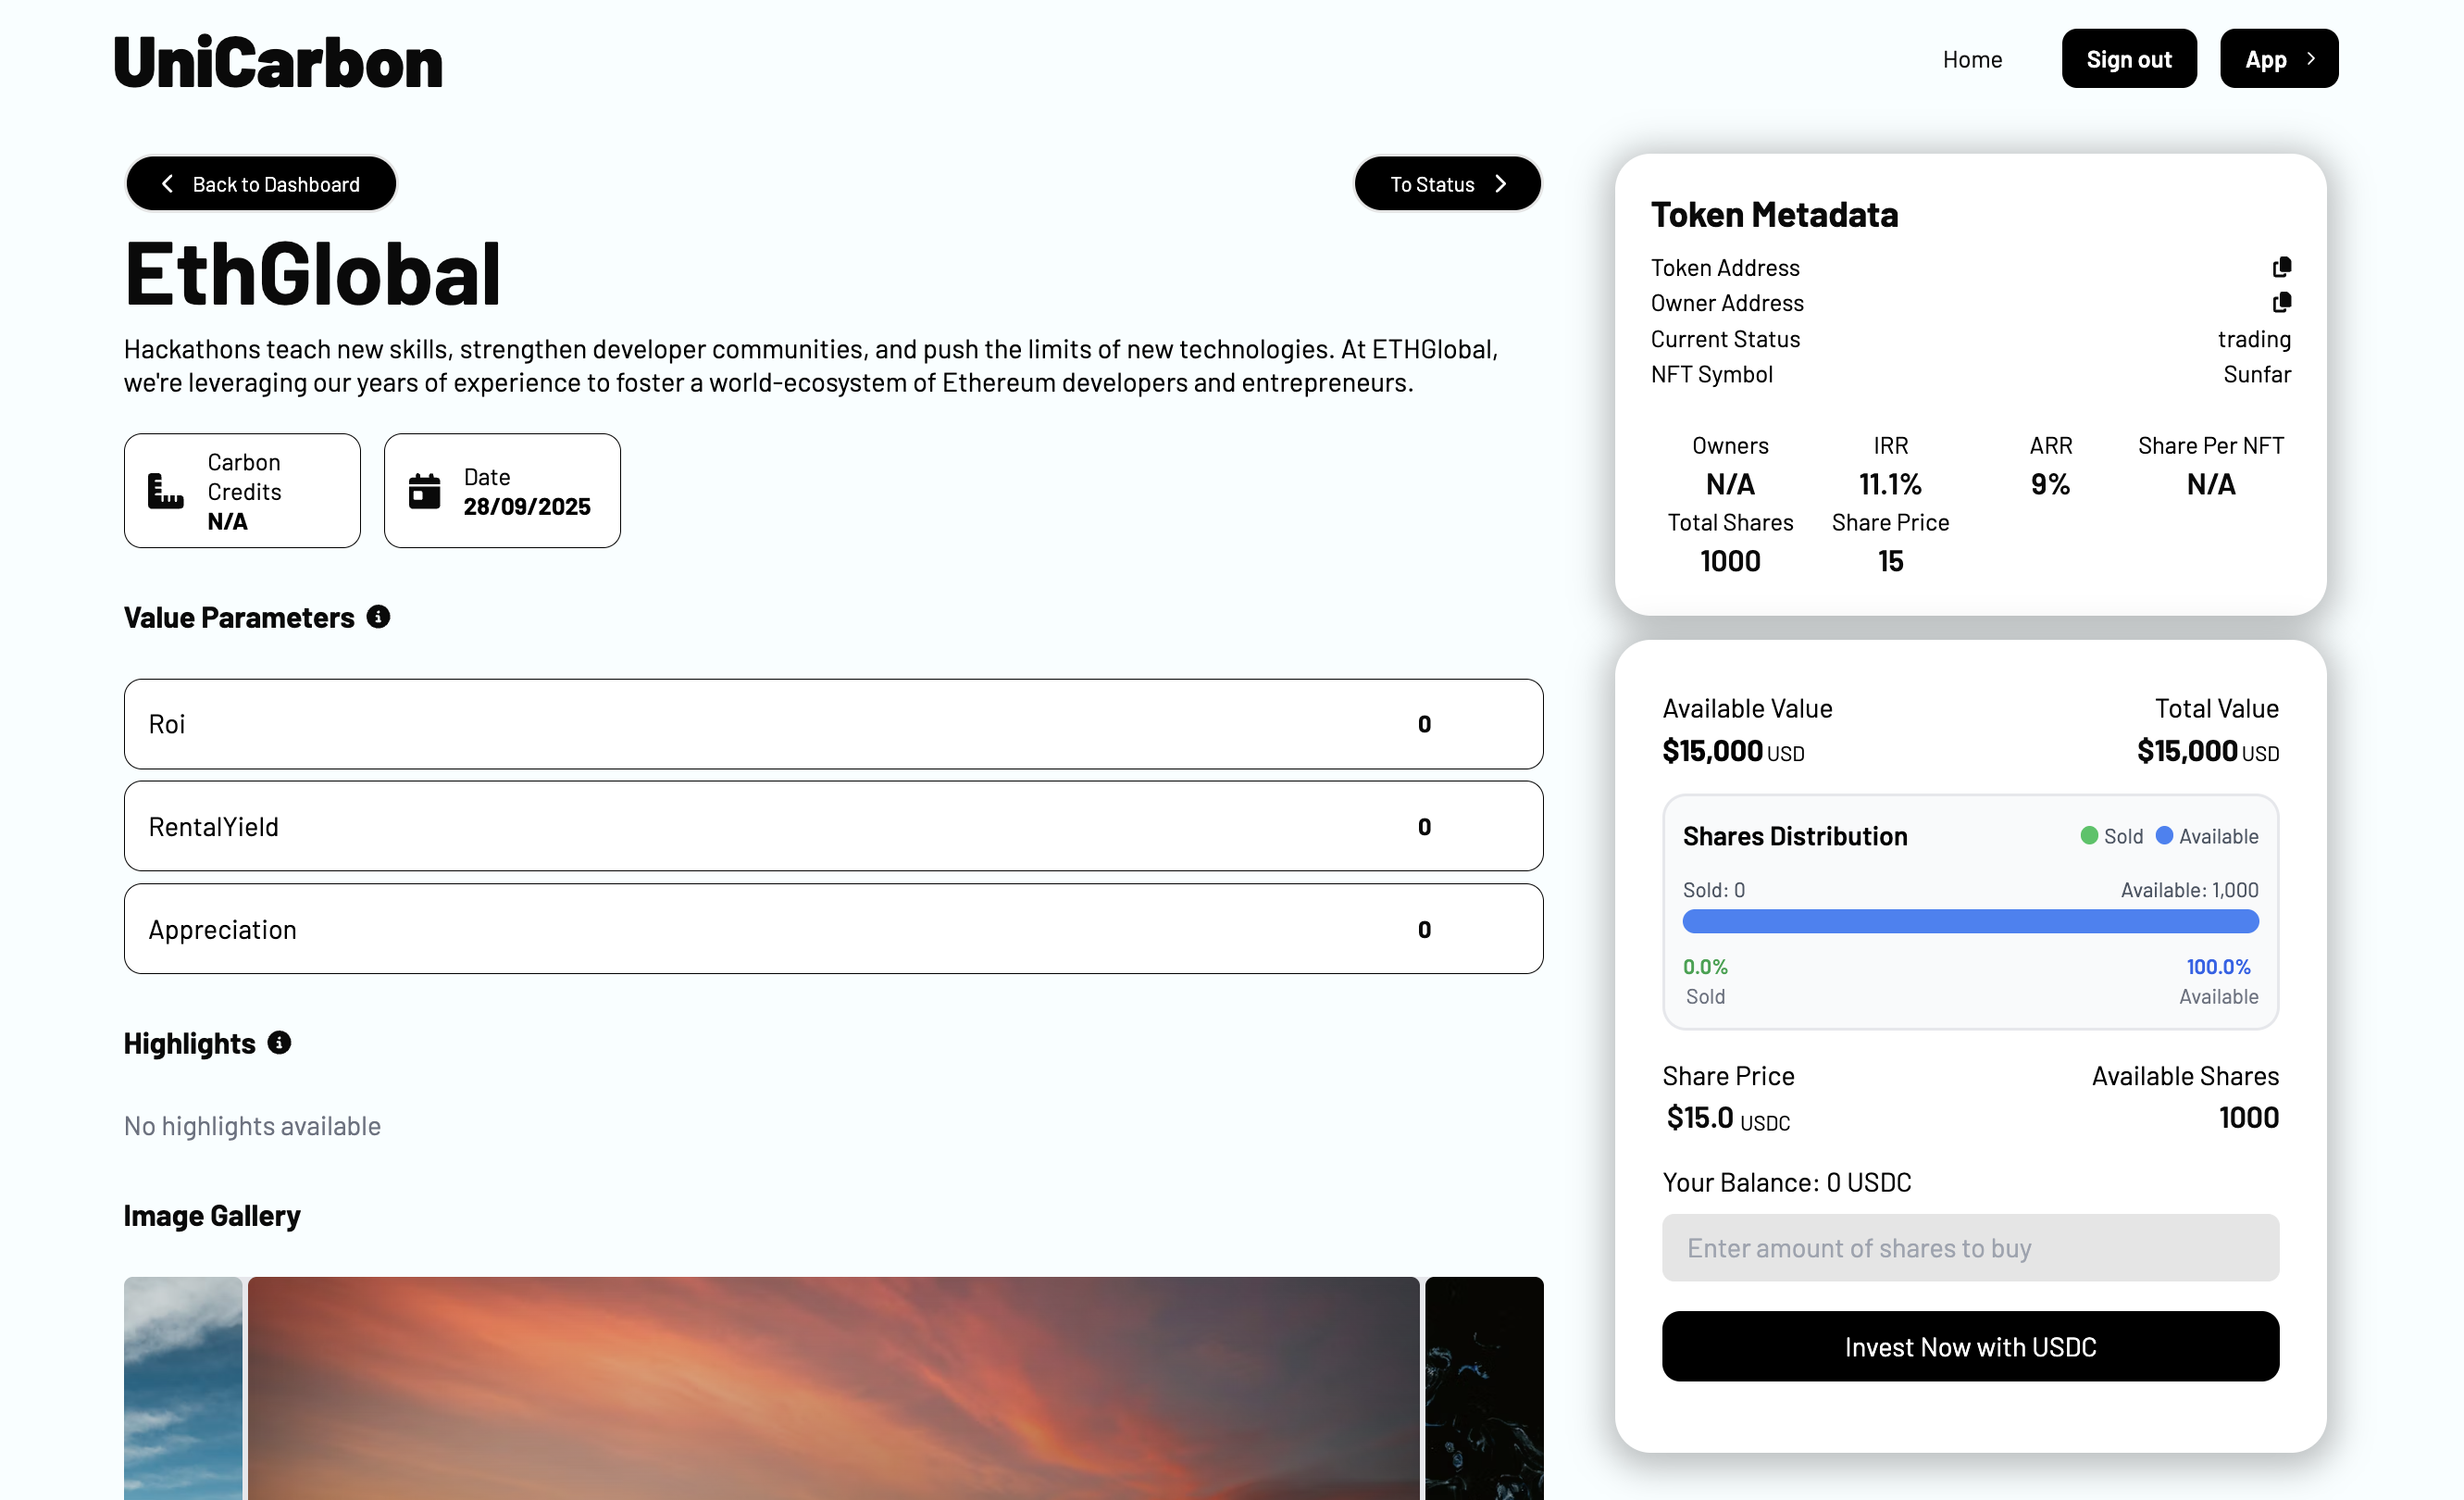 UniCarbon
Home
Sign out
App
Back to Dashboard
To Status
EthGlobal
Hackathons teach new skills, strengthen developer communities, and push the limits of new technologies. At ETHGlobal,
we're leveraging our years of experience to foster a world-ecosystem of Ethereum developers and entrepreneurs.
Carbon
Credits
N/A
Date
28/09/2025
Value Parameters
Roi 0
RentalYield 0
Appreciation 0
Highlights
No highlights available
Image Gallery
Token Metadata
Token Address
Owner Address
Current Status trading
NFT Symbol Sunfar
Owners IRR ARR Share Per NFT
N/A 11.1% 9% N/A
Total Shares Share Price
1000 15
Available Value Total Value
$15,000 USD $15,000 USD
Shares Distribution Sold Available
Sold: 0 Available: 1,000
0.0% 100.0%
Sold Available
Share Price Available Shares
$15.0 USDC 1000
Your Balance: 0 USDC
Enter amount of shares to buy
Invest Now with USDC